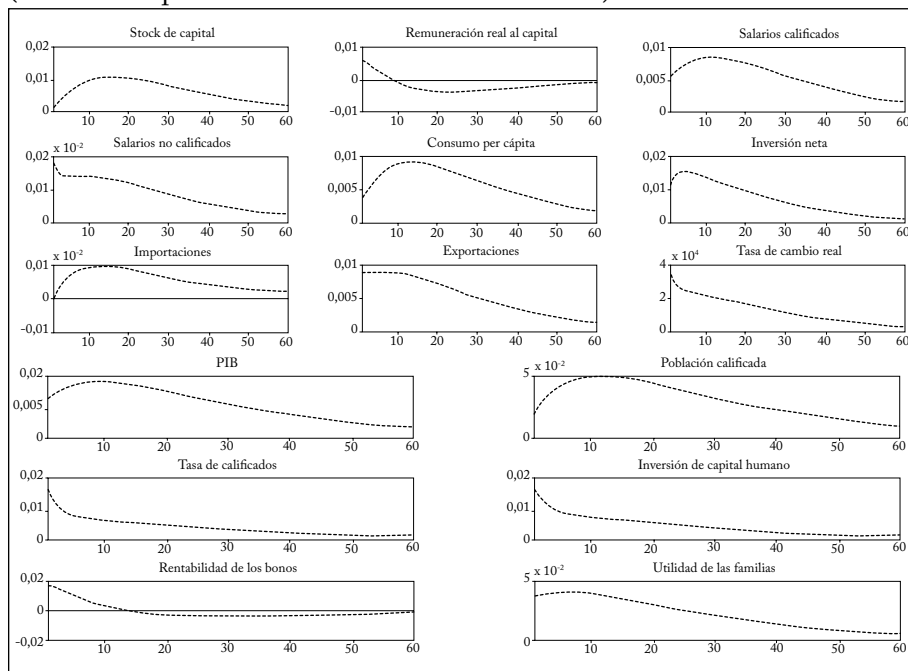 Stock de capital Remuneración real al capital Salarios calificados
0,02 0,01 0,01
0,01 0 0,005
0 -0,01 0
10 20 30 40 50 60 10 20 30 40 50 60 10 20 30 40 50 60
Salarios no calificados Consumo per cápita Inversión neta
x 10-2
0,02 0,01 0,02
0,01 0,005 0,01
0 0 0
10 20 30 40 50 60 10 20 30 40 50 60 10 20 30 40 50 60
Importaciones Exportaciones Tasa de cambio real
x 10-2 x 10⁴
0,01 0,01 4
0 0,005 2
-0,01 0 0
10 20 30 40 50 60 10 20 30 40 50 60 10 20 30 40 50 60
PIB Población calificada
x 10-2
0,02 5
0,005
0 0
10 20 30 40 50 60 10 20 30 40 50 60
Tasa de calificados Inversión de capital humano
0,02 0,02
0,01 0,01
0 0
10 20 30 40 50 60 10 20 30 40 50 60
Rentabilidad de los bonos Utilidad de las familias
x 10-2
0,02 5
0
-0,02 0
10 20 30 40 50 60 10 20 30 40 50 60